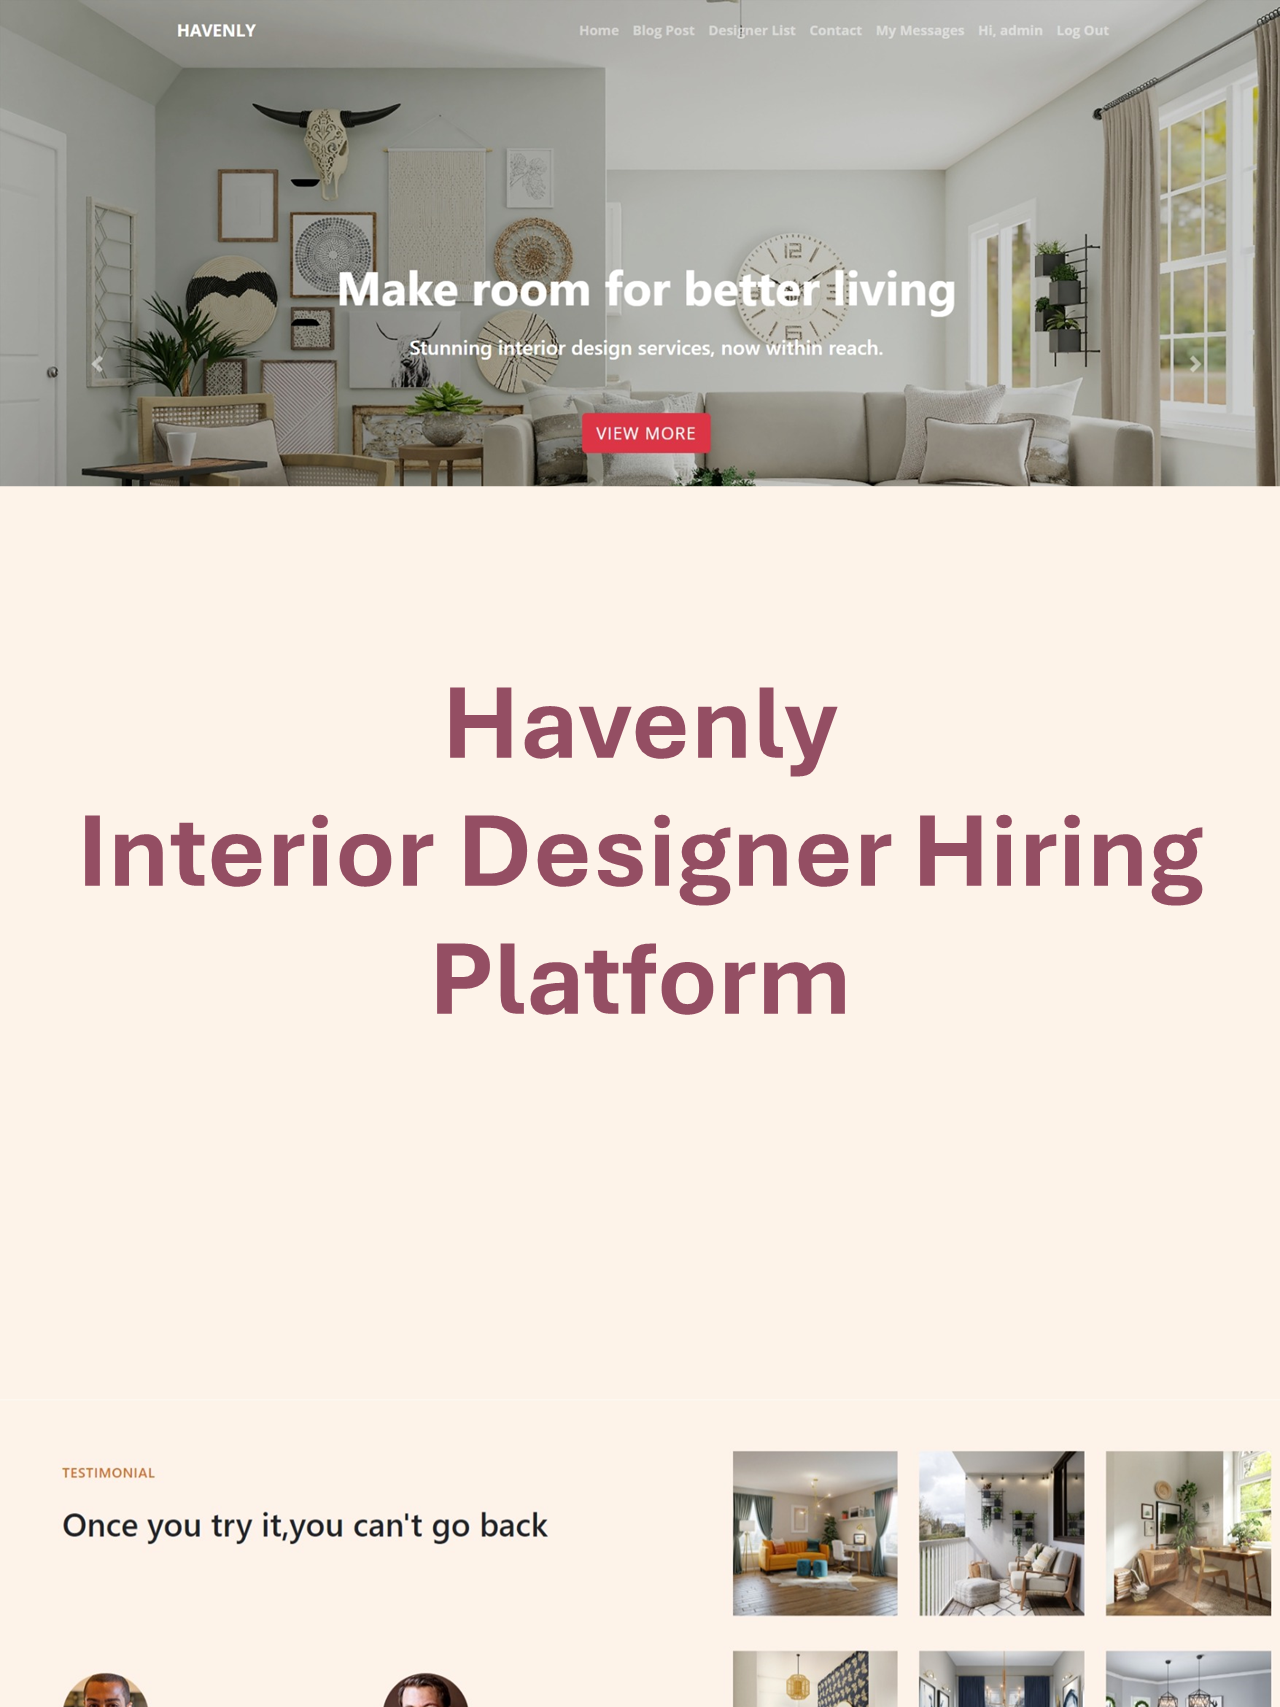 HAVENLY
Home Blog Post Designer List Contact My Messages Hi, admin Log Out
Make room for better living
Stunning interior design services, now within reach.
VIEW MORE
Havenly
Interior Designer Hiring
Platform
TESTIMONIAL
Once you try it,you can't go back